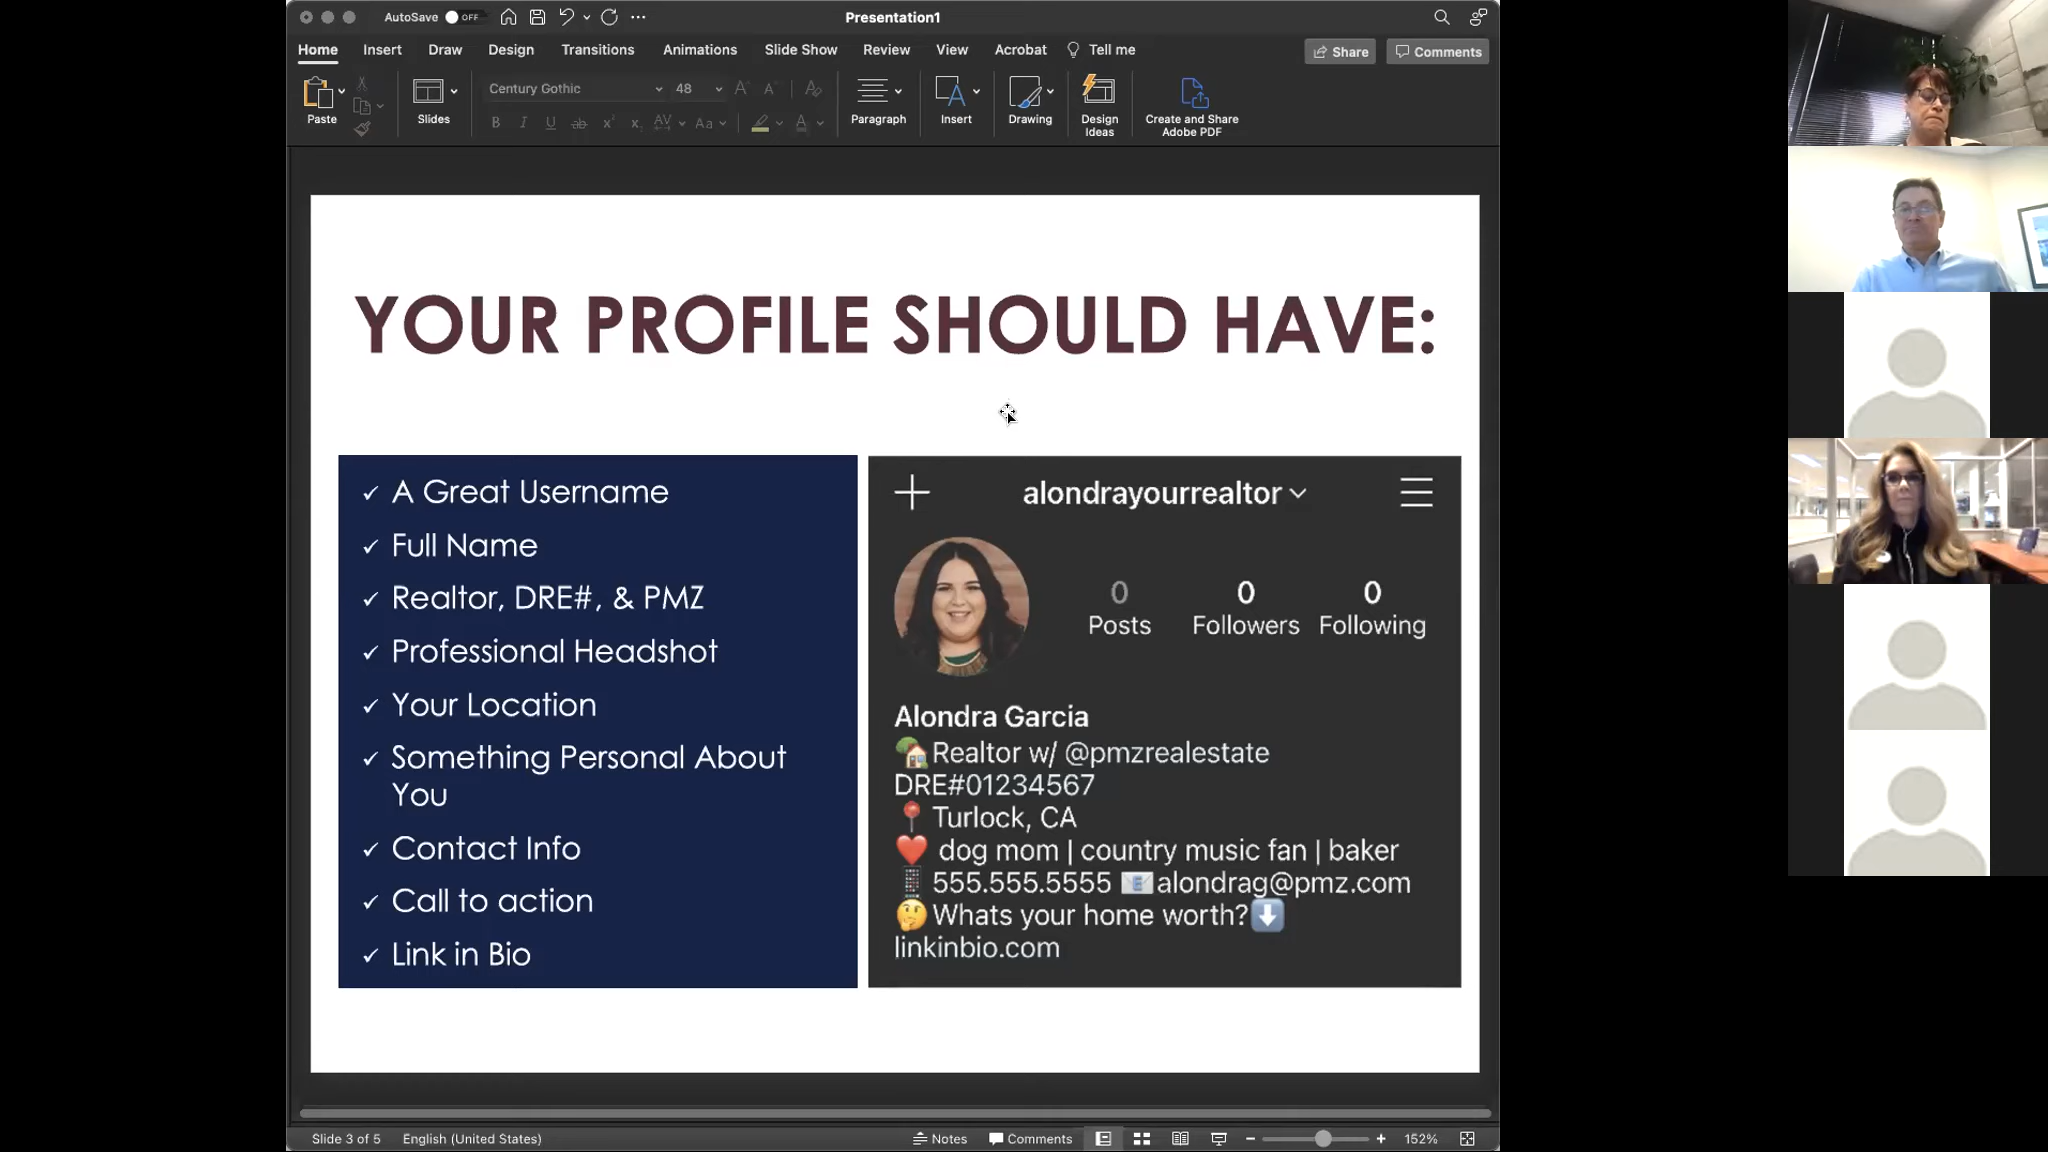 AutoSave OFF
Presentation1
Home Insert Draw Design Transitions Animations Slide Show Review View Acrobat Tell me
Share Comments
Century Gothic 48
Paste Slides Paragraph Insert Drawing Design Ideas Create and Share Adobe PDF
B I U ab x x AV Aa A
YOUR PROFILE SHOULD HAVE:
✓ A Great Username
✓ Full Name
✓ Realtor, DRE#, & PMZ
✓ Professional Headshot
✓ Your Location
✓ Something Personal About
You
✓ Contact Info
✓ Call to action
✓ Link in Bio
alondrayourrealtor
0 0 0
Posts Followers Following
Alondra Garcia
🏡Realtor w/ @pmzrealestate
DRE#01234567
📍Turlock, CA
❤️ dog mom | country music fan | baker
📱555.555.5555 📧alondrag@pmz.com
🤔Whats your home worth?⬇️
linkinbio.com
Slide 3 of 5 English (United States) Notes Comments 152%